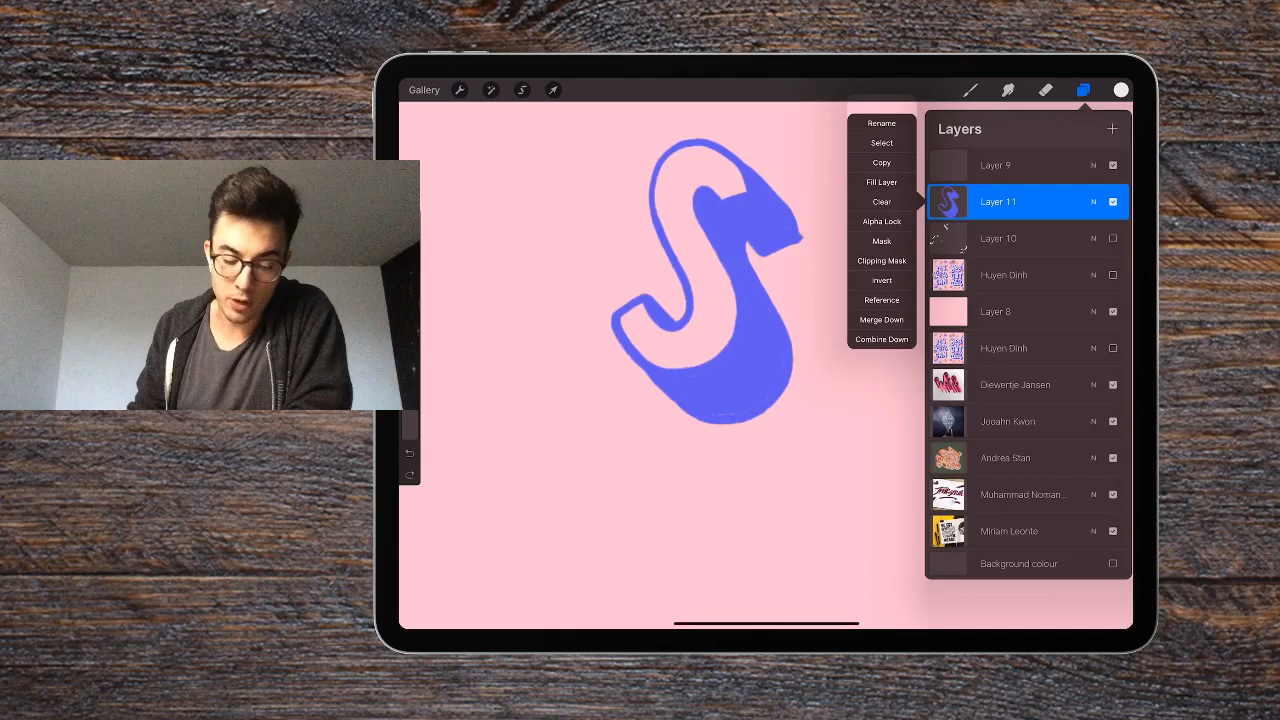 Gallery
Rename
Select
Copy
Fill Layer
Clear
Alpha Lock
Mask
Clipping Mask
Invert
Reference
Merge Down
Combine Down
Layers
Layer 9 N
Layer 11 N
Layer 10 N
Huyen Dinh N
Layer 8 N
Huyen Dinh N
Diewertje Jansen N
Jooahn Kwon N
Andrea Stan N
Muhammad Noman... N
Miriam Leonte N
Background colour
S